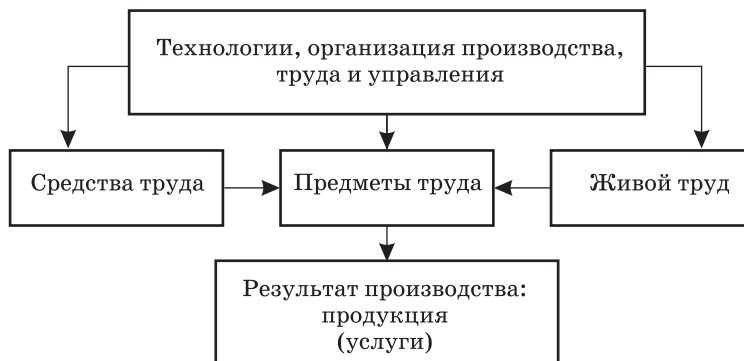 Технологии, организация производства,
труда и управления
Средства труда
Предметы труда
Живой труд
Результат производства:
продукция
(услуги)